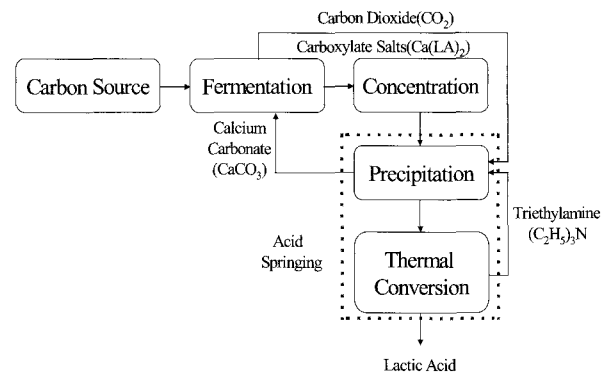 Carbon Dioxide(CO2)
Carboxylate Salts(Ca(LA)2)
Carbon Source
Fermentation
Concentration
Calcium
Carbonate
(CaCO3)
Precipitation
Triethylamine
(C2H5)3N
Acid
Springing
Thermal
Conversion
Lactic Acid